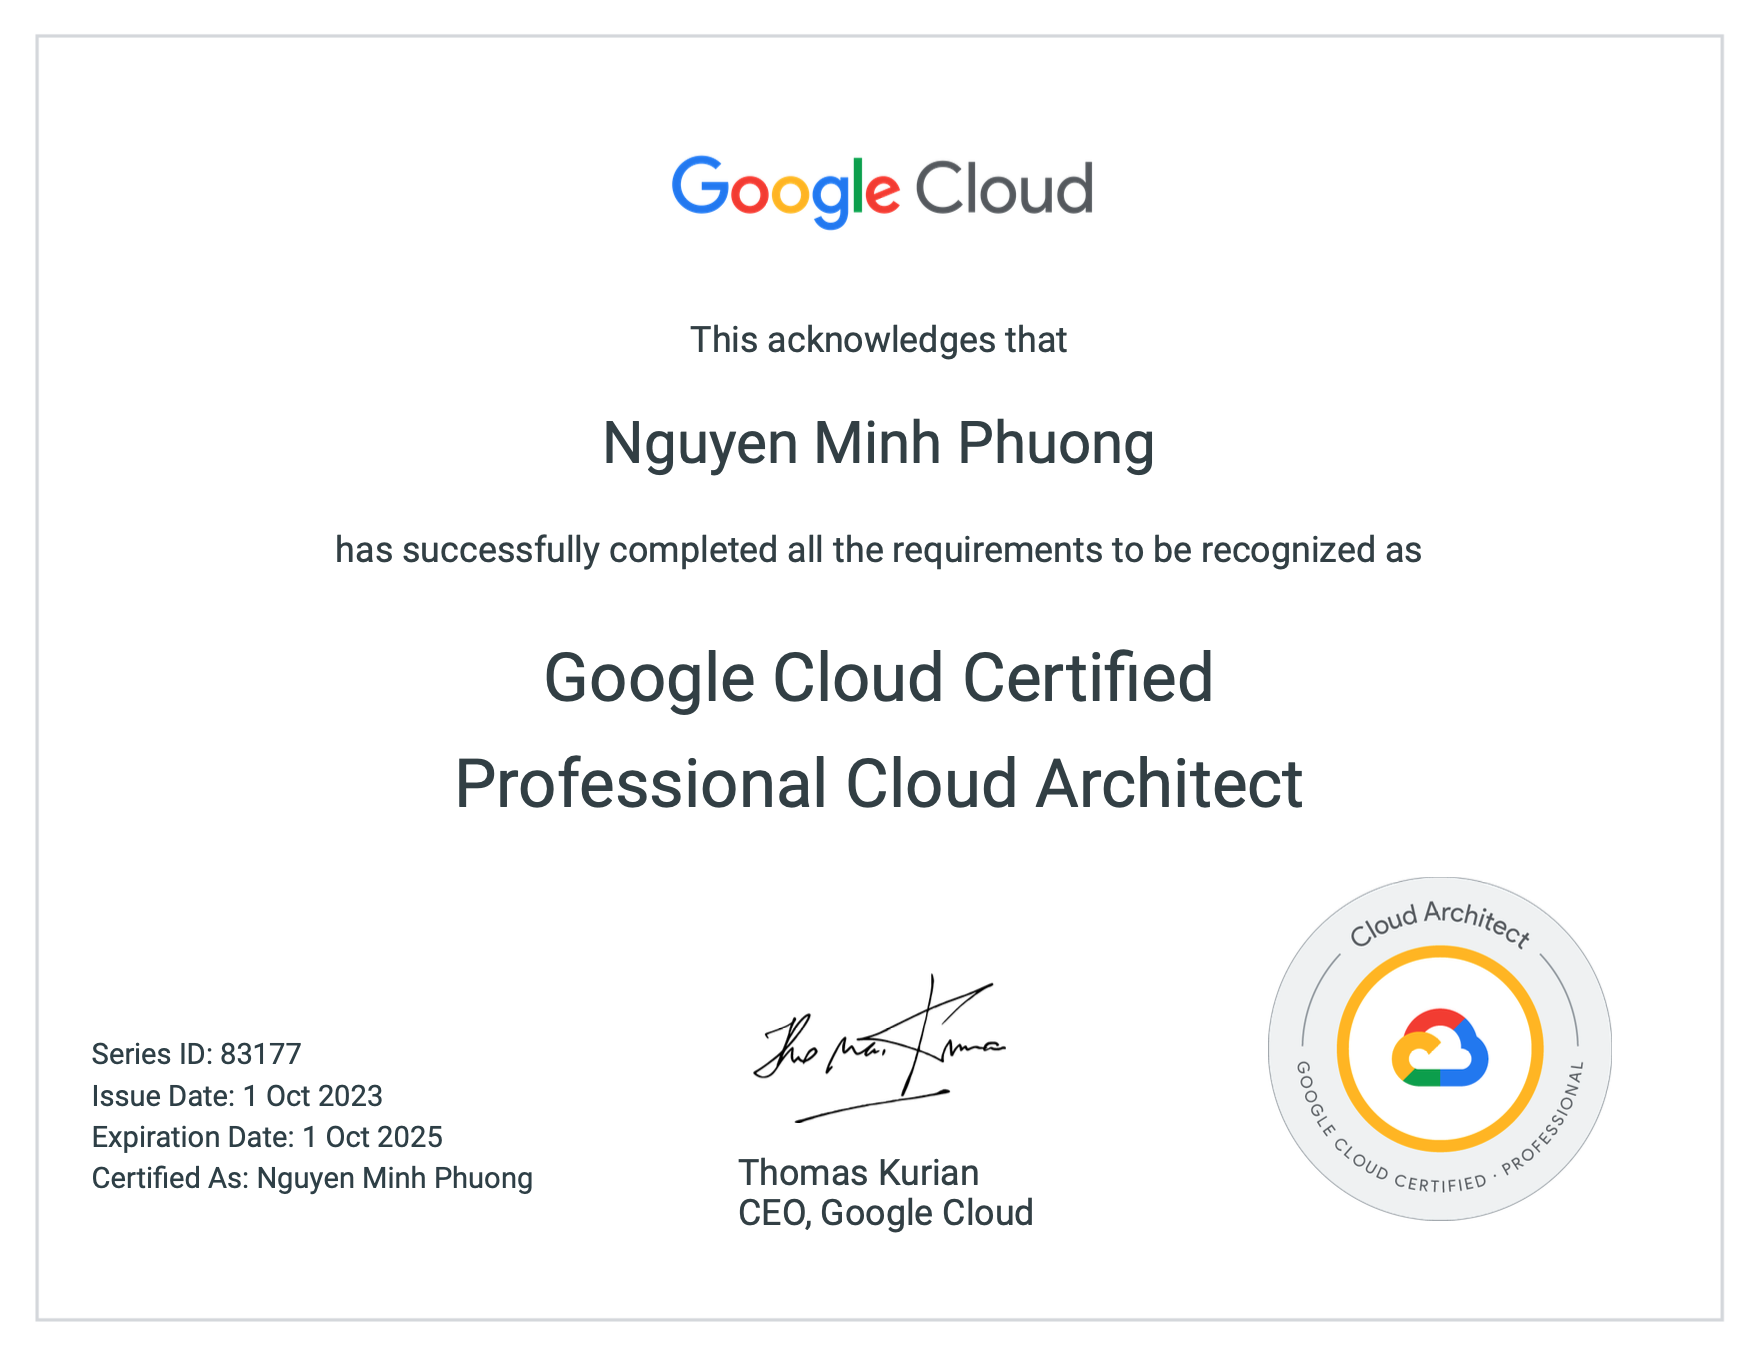 Google Cloud
This acknowledges that
Nguyen Minh Phuong
has successfully completed all the requirements to be recognized as
Google Cloud Certified
Professional Cloud Architect
Series ID: 83177
Issue Date: 1 Oct 2023
Expiration Date: 1 Oct 2025
Certified As: Nguyen Minh Phuong
Thomas Kurian
CEO, Google Cloud
Cloud Architect
GOOGLE CLOUD CERTIFIED · PROFESSIONAL